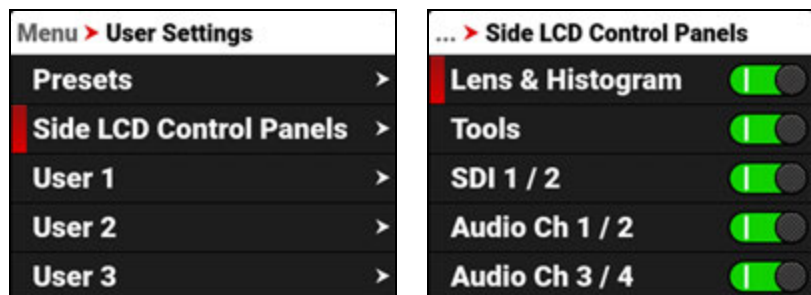 Menu > User Settings
Presets >
Side LCD Control Panels >
User 1 >
User 2 >
User 3 >
... > Side LCD Control Panels
Lens & Histogram
Tools
SDI 1 / 2
Audio Ch 1 / 2
Audio Ch 3 / 4